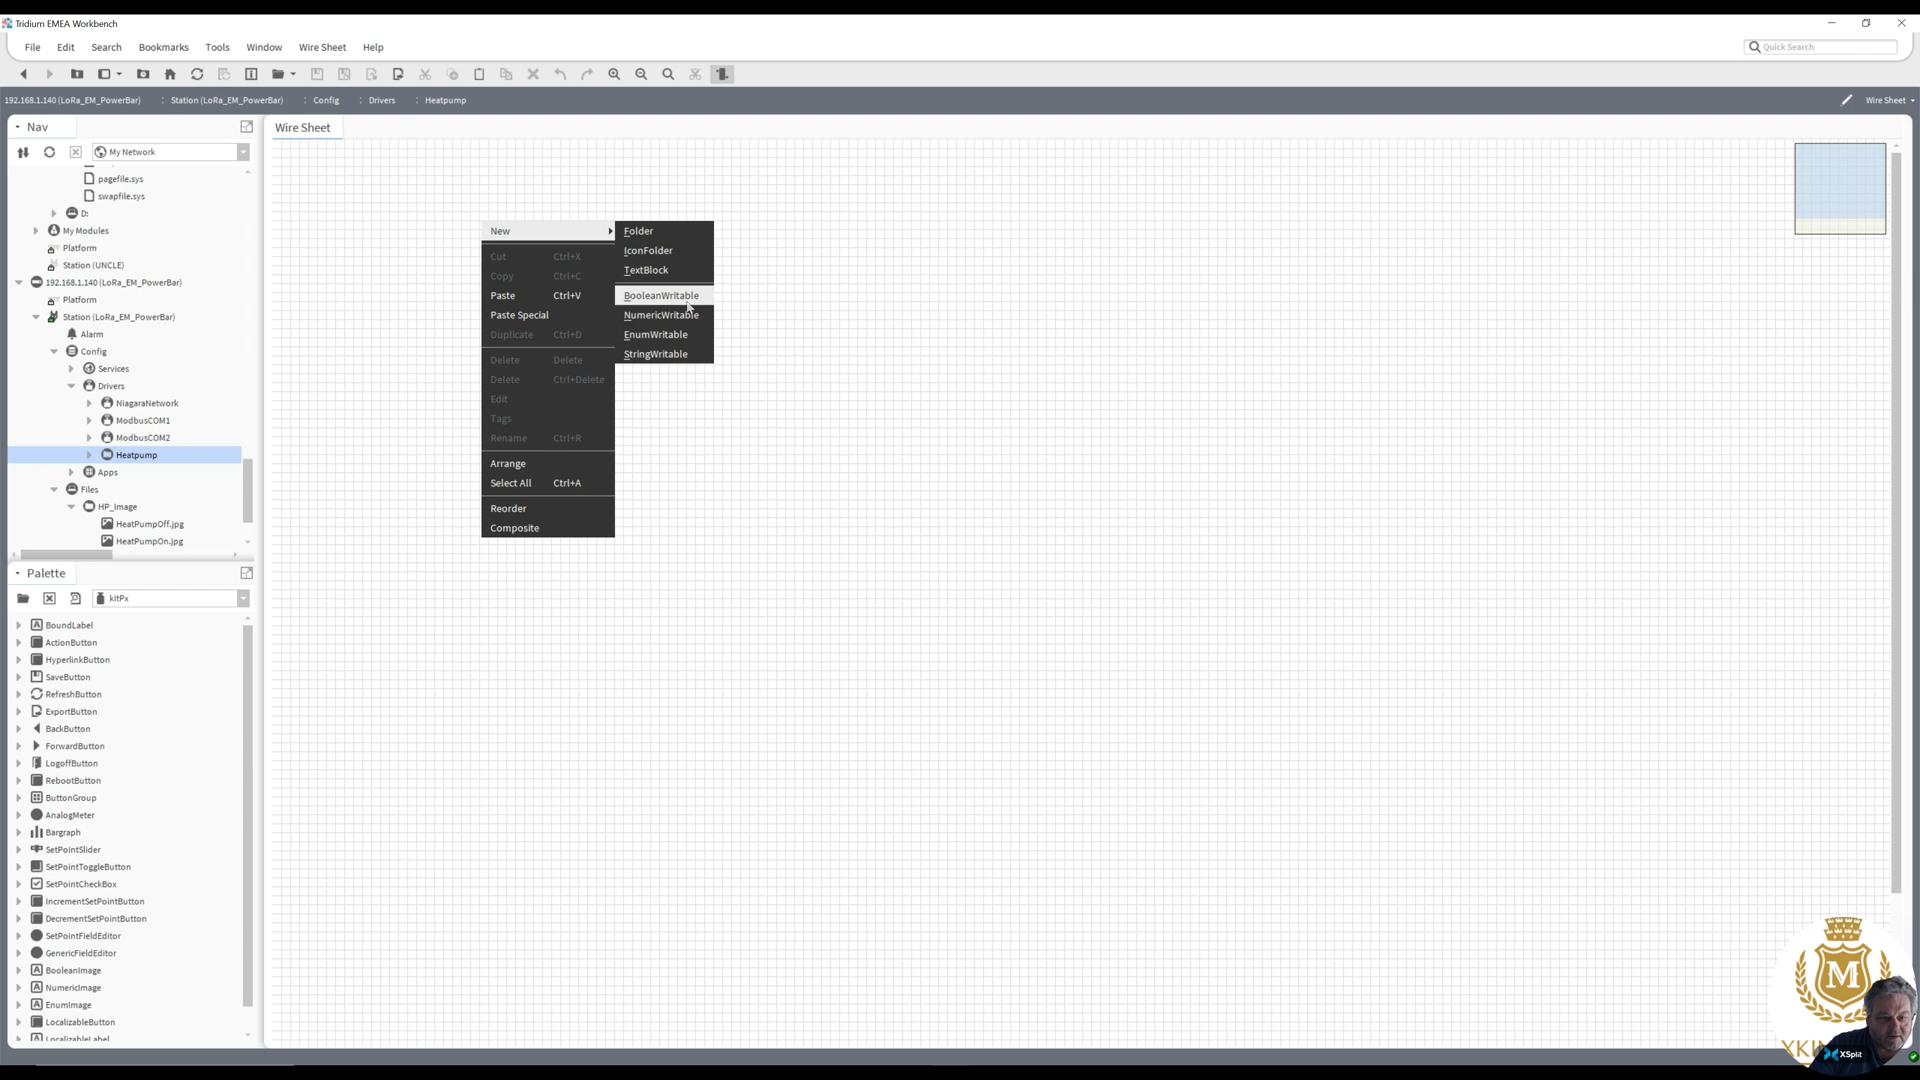 Tridium EMEA Workbench
File Edit Search Bookmarks Tools Window Wire Sheet Help
Quick Search
192.168.1.140 (LoRa_EM_PowerBar) : Station (LoRa_EM_PowerBar) : Config : Drivers : Heatpump
Wire Sheet
Nav
My Network
pagefile.sys
swapfile.sys
D:
My Modules
Platform
Station (UNCLE)
192.168.1.140 (LoRa_EM_PowerBar)
Platform
Station (LoRa_EM_PowerBar)
Alarm
Config
Services
Drivers
NiagaraNetwork
ModbusCOM1
ModbusCOM2
Heatpump
Apps
Files
HP_Image
HeatPumpOff.jpg
HeatPumpOn.jpg
Palette
kitPx
BoundLabel
ActionButton
HyperlinkButton
SaveButton
RefreshButton
ExportButton
BackButton
ForwardButton
LogoffButton
RebootButton
ButtonGroup
AnalogMeter
Bargraph
SetPointSlider
SetPointToggleButton
SetPointCheckBox
IncrementSetPointButton
DecrementSetPointButton
SetPointFieldEditor
GenericFieldEditor
BooleanImage
NumericImage
EnumImage
LocalizableButton
LocalizableLabel
Wire Sheet
New
Cut Ctrl+X
Copy Ctrl+C
Paste Ctrl+V
Paste Special
Duplicate Ctrl+D
Delete Delete
Delete Ctrl+Delete
Edit
Tags
Rename Ctrl+R
Arrange
Select All Ctrl+A
Reorder
Composite
Folder
IconFolder
TextBlock
BooleanWritable
NumericWritable
EnumWritable
StringWritable
M
XSplit